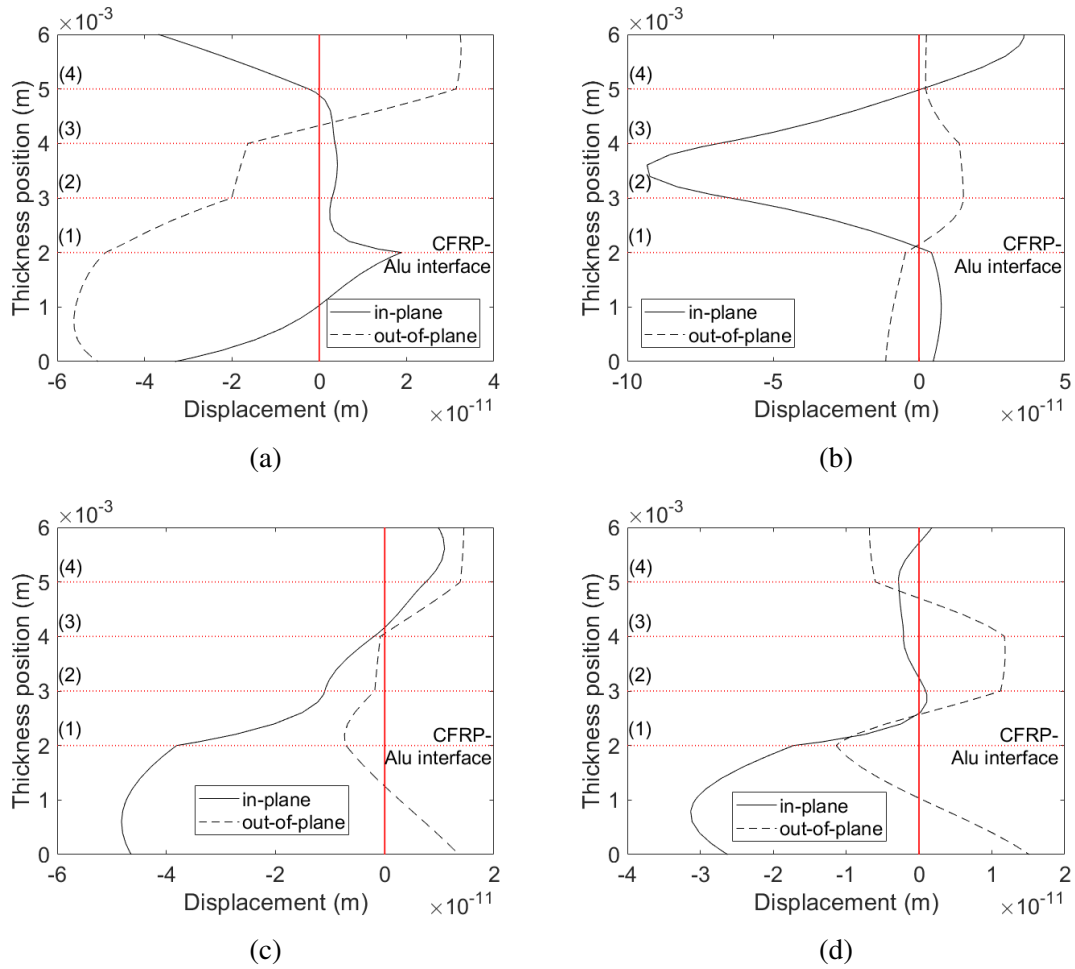 ×10⁻³
6
5
4
3
2
1
0
Thickness position (m)
(4)
(3)
(2)
(1)
CFRP-
Alu interface
in-plane
out-of-plane
-6 -4 -2 0 2 4
Displacement (m)
×10⁻¹¹
(a)
×10⁻³
6
5
4
3
2
1
0
Thickness position (m)
(4)
(3)
(2)
(1)
CFRP-
Alu interface
in-plane
out-of-plane
-10 -5 0 5
Displacement (m)
×10⁻¹¹
(b)
×10⁻³
6
5
4
3
2
1
0
Thickness position (m)
(4)
(3)
(2)
(1)
CFRP-
Alu interface
in-plane
out-of-plane
-6 -4 -2 0 2
Displacement (m)
×10⁻¹¹
(c)
×10⁻³
6
5
4
3
2
1
0
Thickness position (m)
(4)
(3)
(2)
(1)
CFRP-
Alu interface
in-plane
out-of-plane
-4 -3 -2 -1 0 1 2
Displacement (m)
×10⁻¹¹
(d)